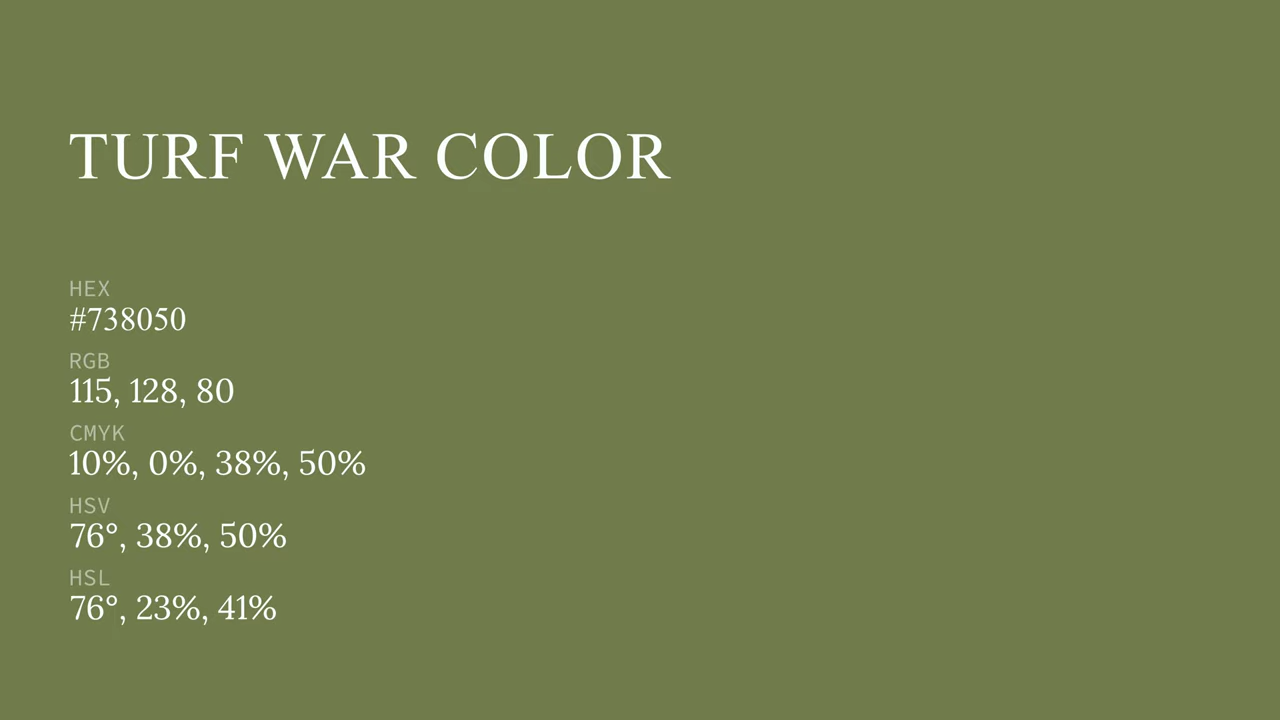 TURF WAR COLOR
HEX
#738050
RGB
115, 128, 80
CMYK
10%, 0%, 38%, 50%
HSV
76°, 38%, 50%
HSL
76°, 23%, 41%